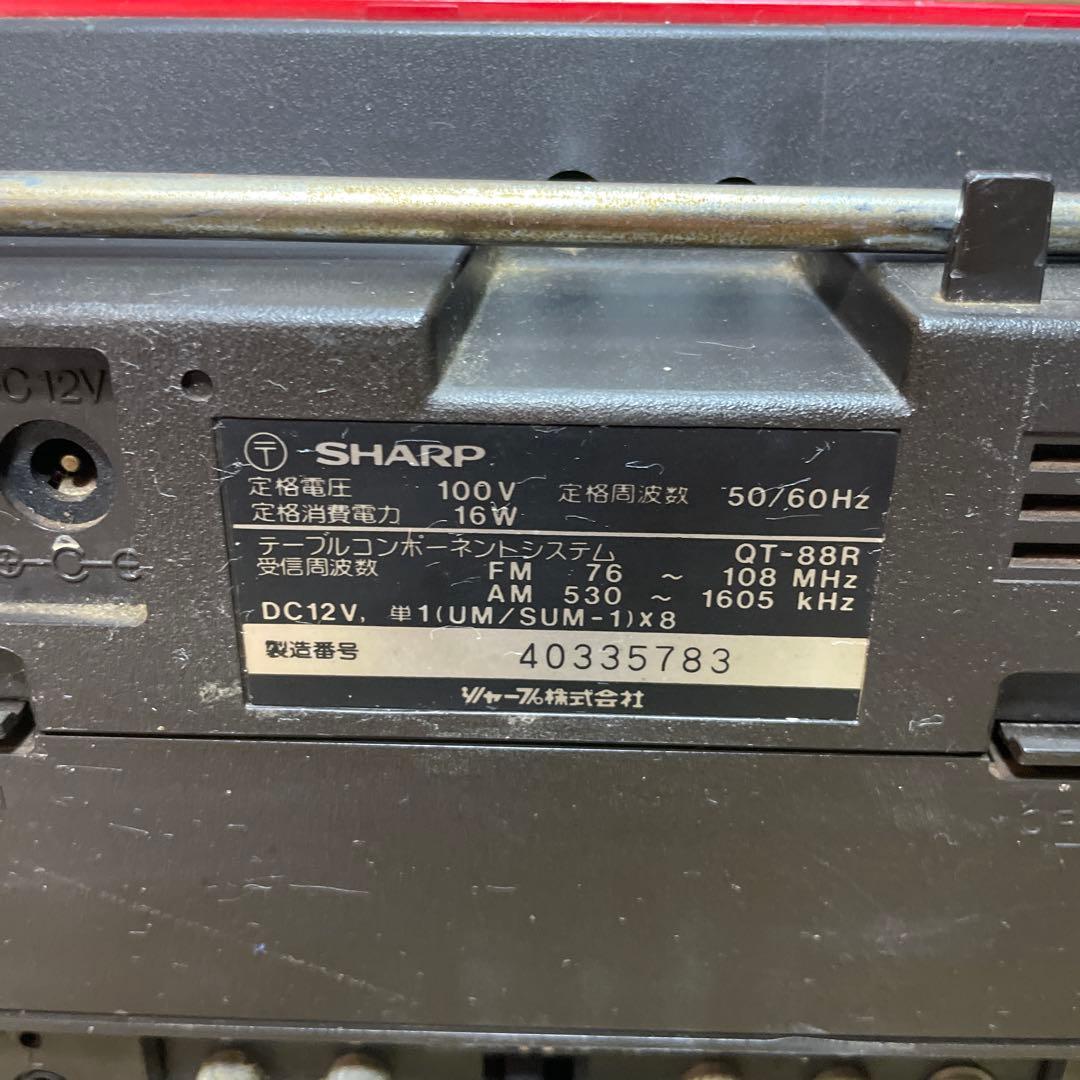 DC 12V
〒 SHARP
定格電圧 100V 定格周波数 50/60Hz
定格消費電力 16W
テーブルコンポーネントシステム QT-88R
受信周波数 FM 76 ~ 108 MHz
AM 530 ~ 1605 kHz
DC12V, 単1(UM/SUM-1)×8
製造番号 40335783
シャープ株式会社